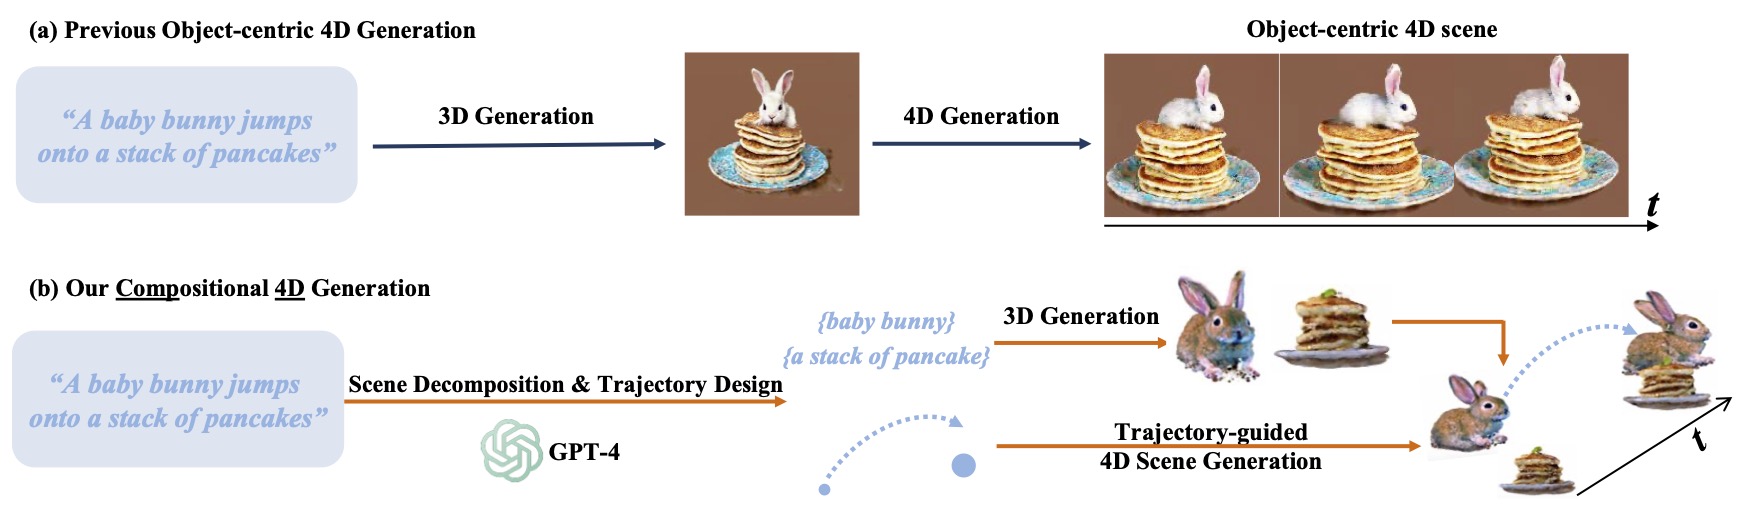 (a) Previous Object-centric 4D Generation
Object-centric 4D scene
“A baby bunny jumps
onto a stack of pancakes”
3D Generation
4D Generation
t
(b) Our Compositional 4D Generation
“A baby bunny jumps
onto a stack of pancakes”
Scene Decomposition & Trajectory Design
GPT-4
{baby bunny}
{a stack of pancake}
3D Generation
Trajectory-guided
4D Scene Generation
t